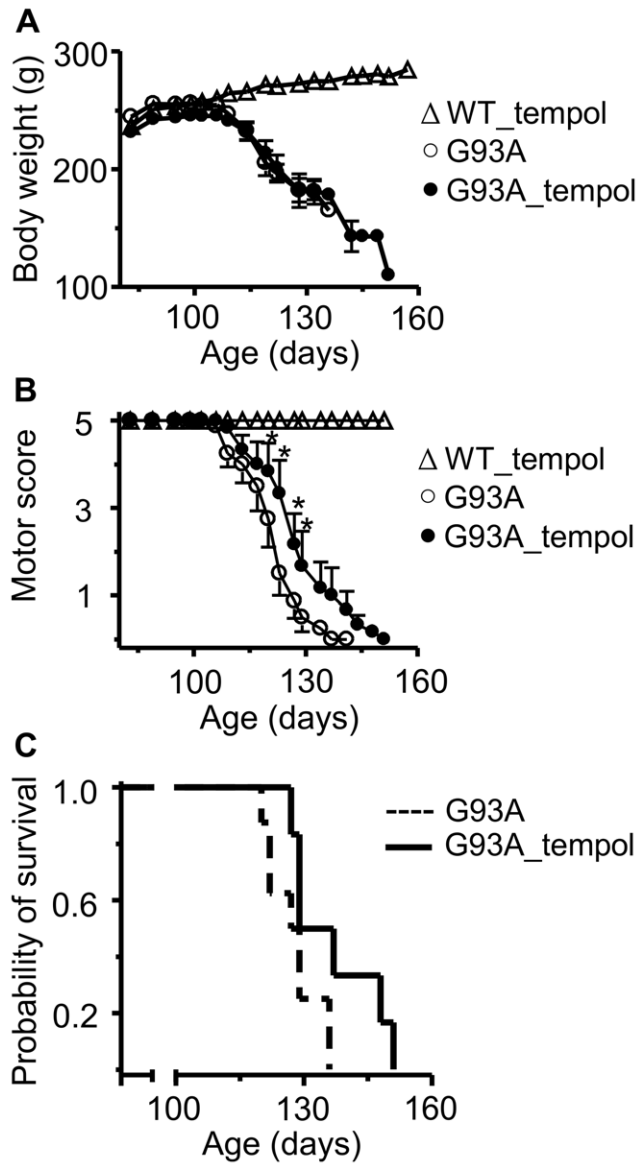 A
Body weight (g)
300
200
100
100 130 160
Age (days)
WT_tempol
G93A
G93A_tempol
B
Motor score
5
3
1
* * * *
100 130 160
Age (days)
WT_tempol
G93A
G93A_tempol
C
Probability of survival
1.0
0.6
0.2
100 130 160
Age (days)
G93A
G93A_tempol